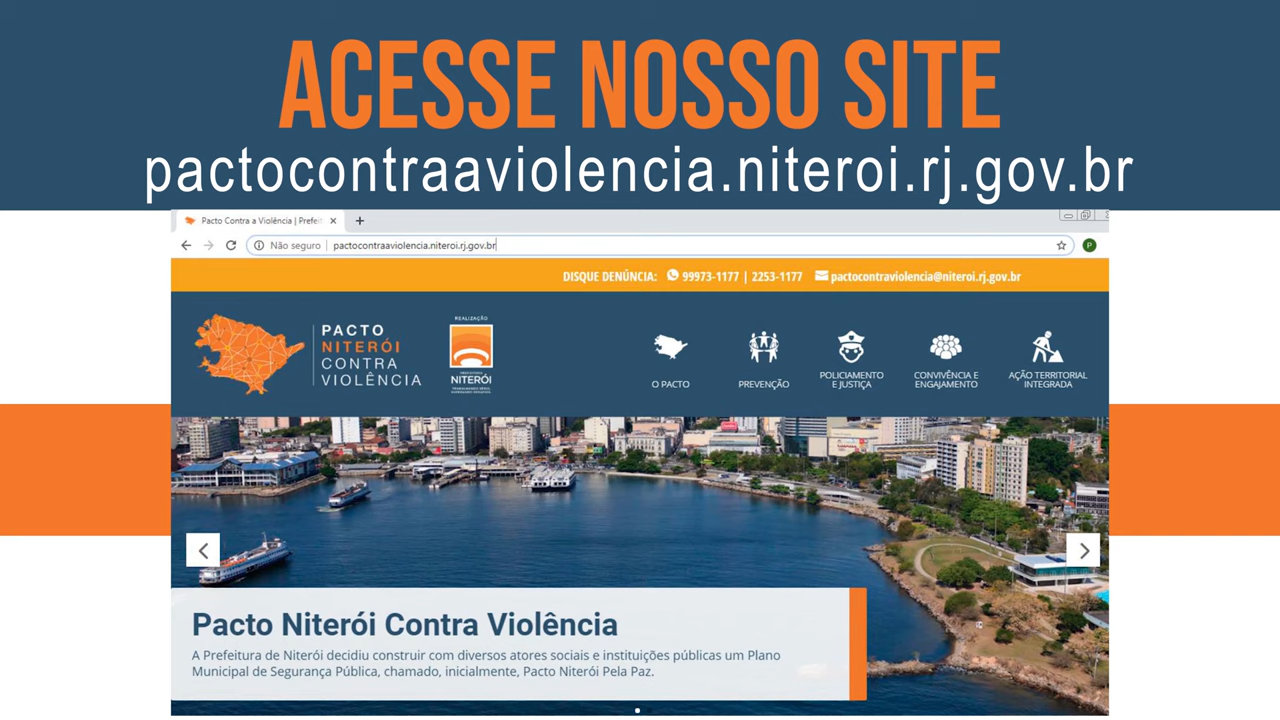 ACESSE NOSSO SITE
pactocontraaviolencia.niteroi.rj.gov.br
Pacto Contra a Violência | Prefeit
Não seguro | pactocontraaviolencia.niteroi.rj.gov.br
P
DISQUE DENÚNCIA: 99973-1177 | 2253-1177 pactocontraviolencia@niteroi.rj.gov.br
REALIZAÇÃO
PACTO
NITERÓI
CONTRA
VIOLÊNCIA
PREFEITURA
NITERÓI
O PACTO
PREVENÇÃO
POLICIAMENTO
E JUSTIÇA
CONVIVÊNCIA E
ENGAJAMENTO
AÇÃO TERRITORIAL
INTEGRADA
Pacto Niterói Contra Violência
A Prefeitura de Niterói decidiu construir com diversos atores sociais e instituições públicas um Plano
Municipal de Segurança Pública, chamado, inicialmente, Pacto Niterói Pela Paz.